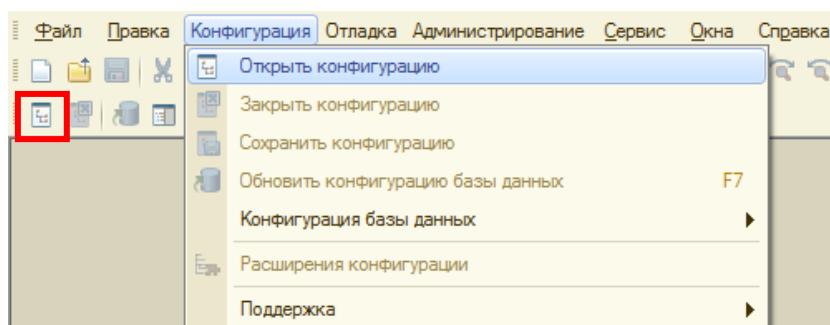 Файл Правка Конфигурация Отладка Администрирование Сервис Окна Справка
Открыть конфигурацию
Закрыть конфигурацию
Сохранить конфигурацию
Обновить конфигурацию базы данных F7
Конфигурация базы данных
Расширения конфигурации
Поддержка